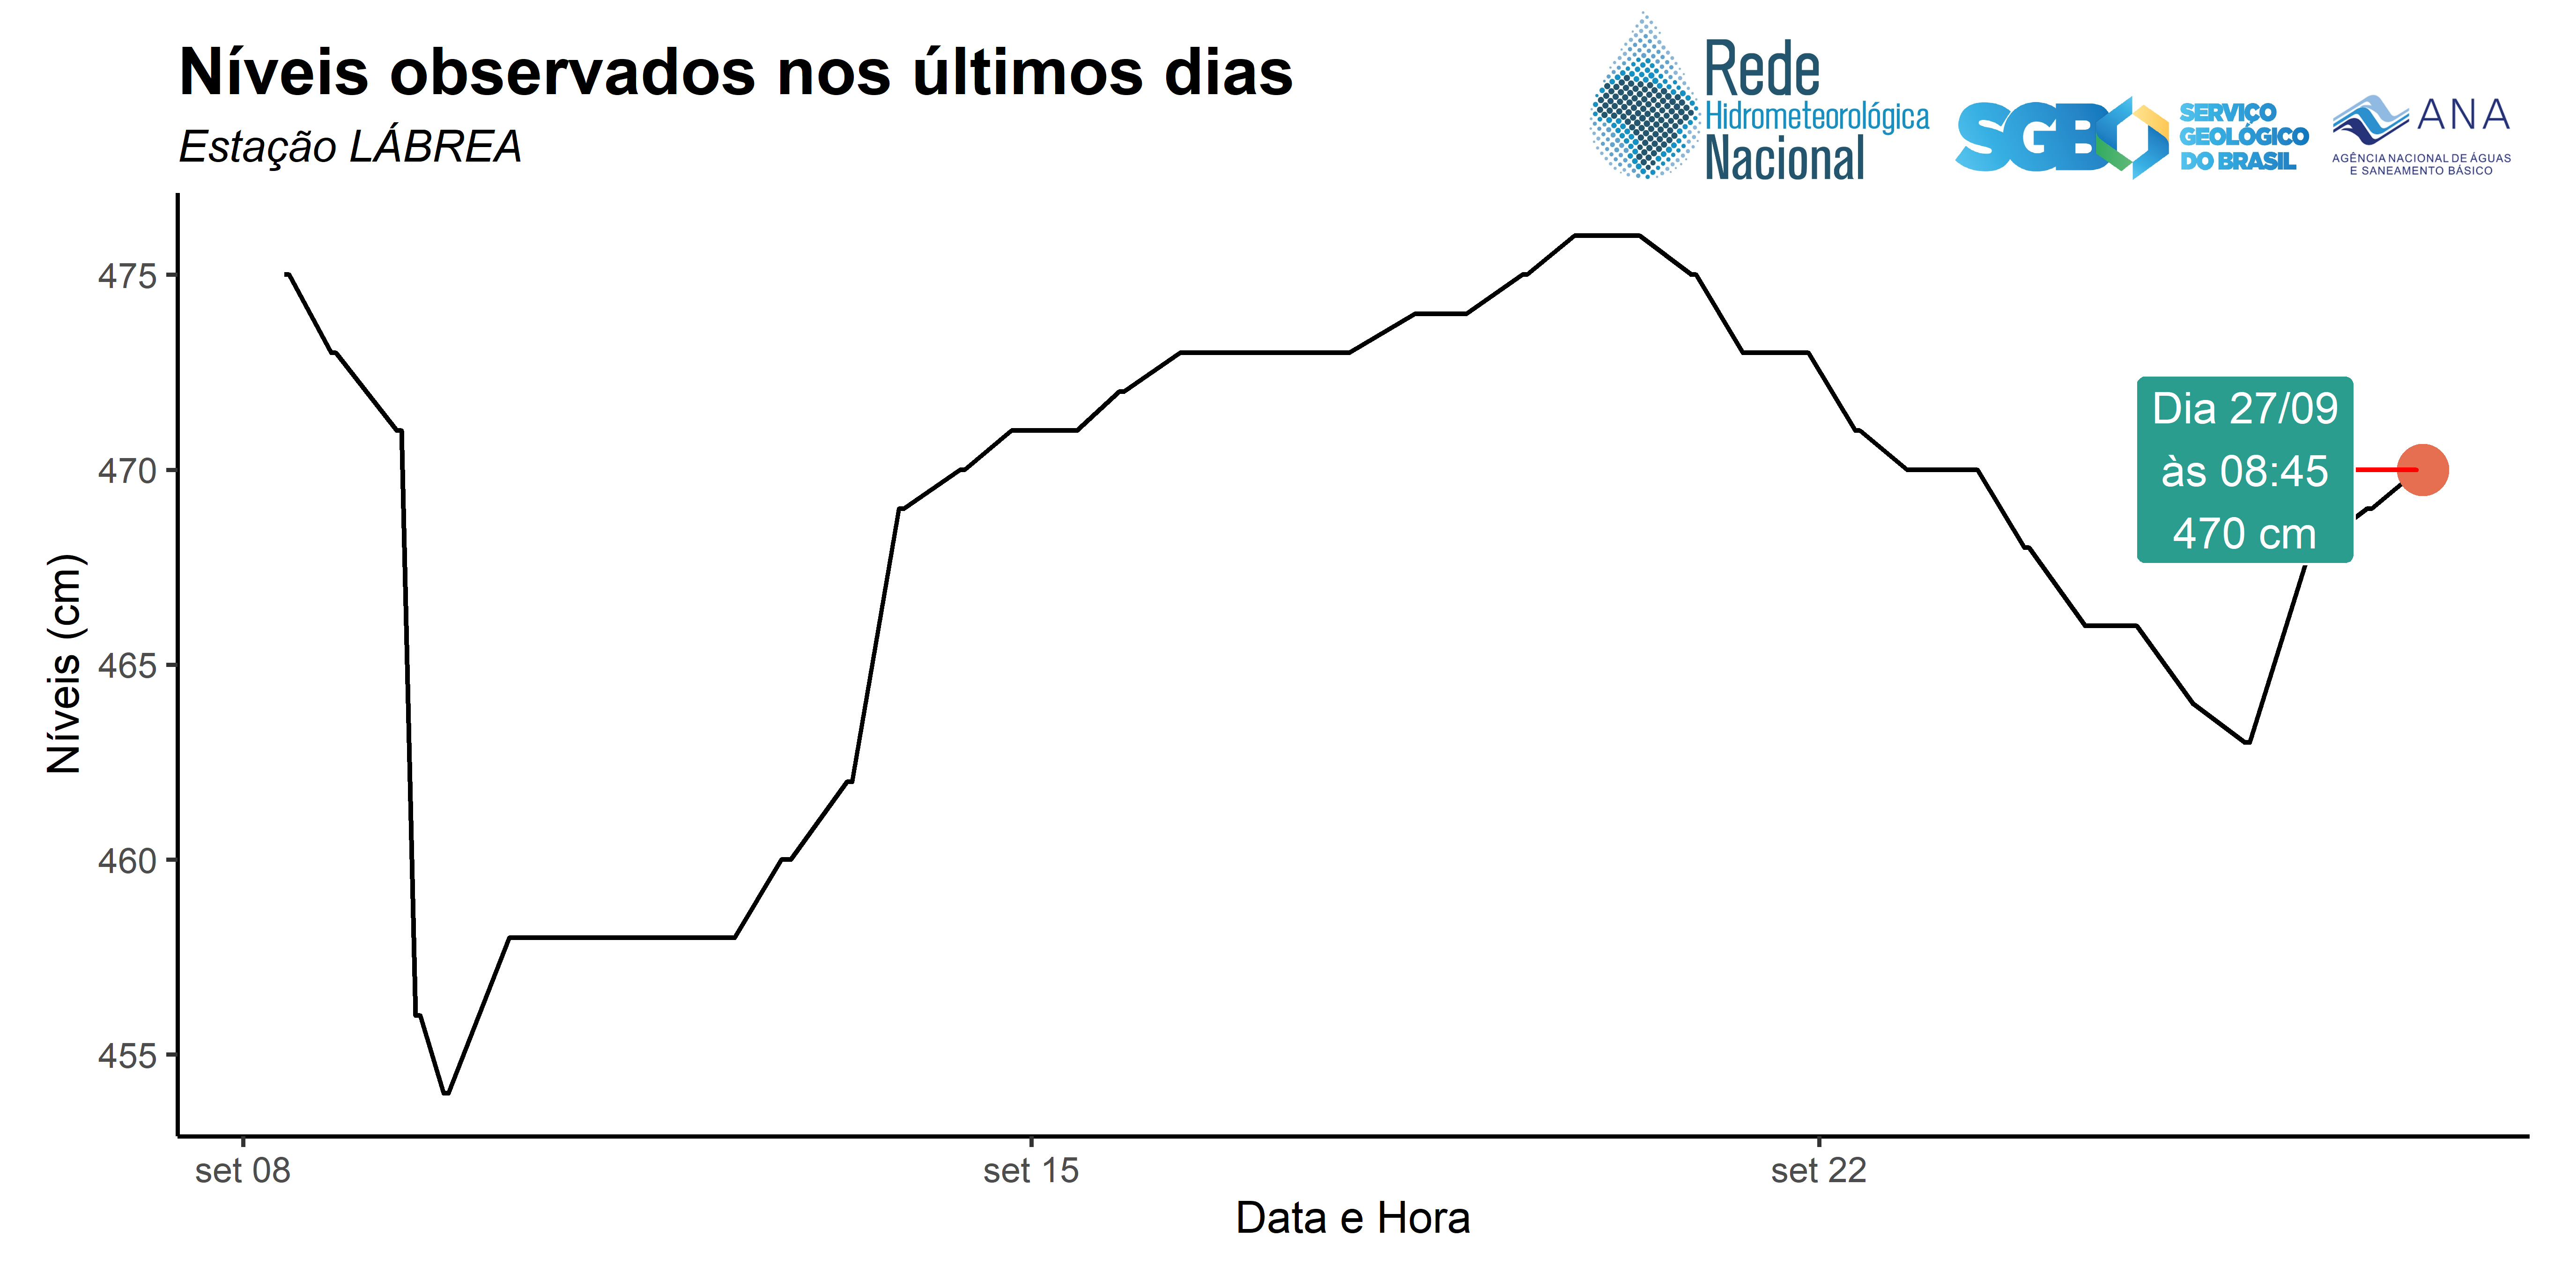 Níveis observados nos últimos dias
Estação LÁBREA
Rede
Hidrometeorológica
Nacional
SGB
SERVIÇO
GEOLÓGICO
DO BRASIL
ANA
AGÊNCIA NACIONAL DE ÁGUAS
E SANEAMENTO BÁSICO
Níveis (cm)
475
470
465
460
455
Dia 27/09
às 08:45
470 cm
set 08
set 15
set 22
Data e Hora